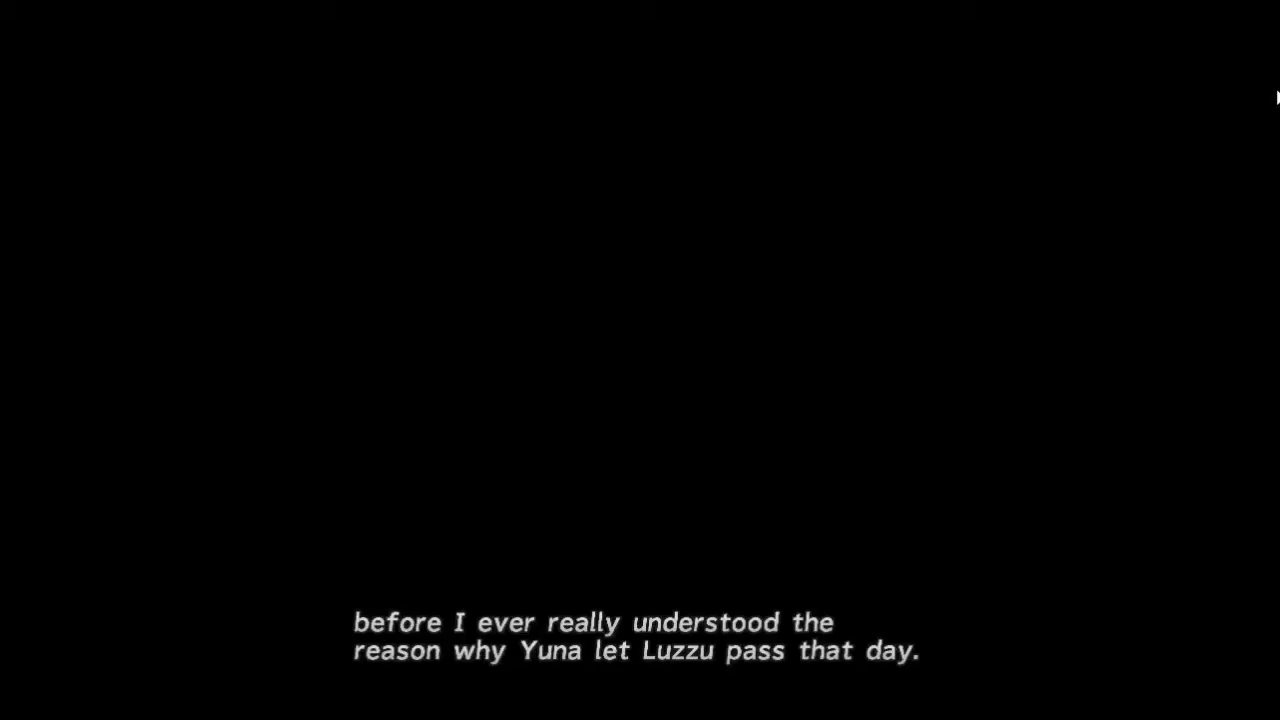 before I ever really understood the
reason why Yuna let Luzzu pass that day.